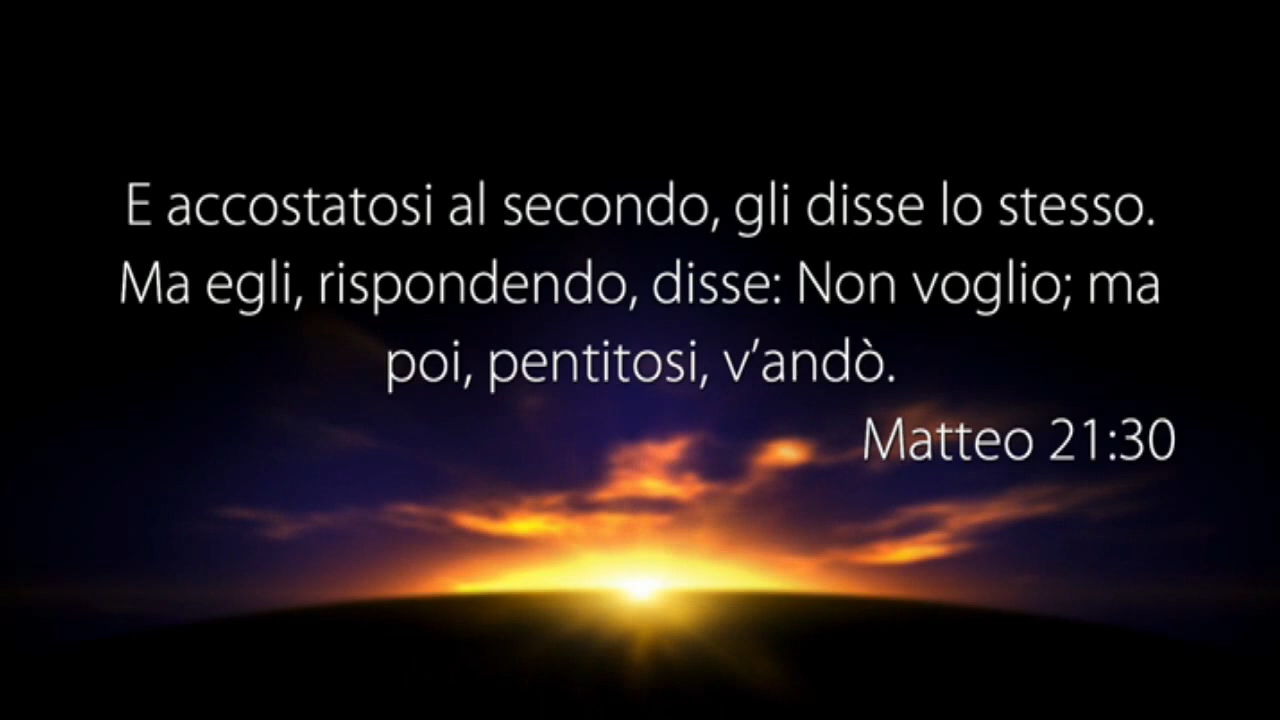 E accostatosi al secondo, gli disse lo stesso.
Ma egli, rispondendo, disse: Non voglio; ma
poi, pentitosi, v’andò.
Matteo 21:30